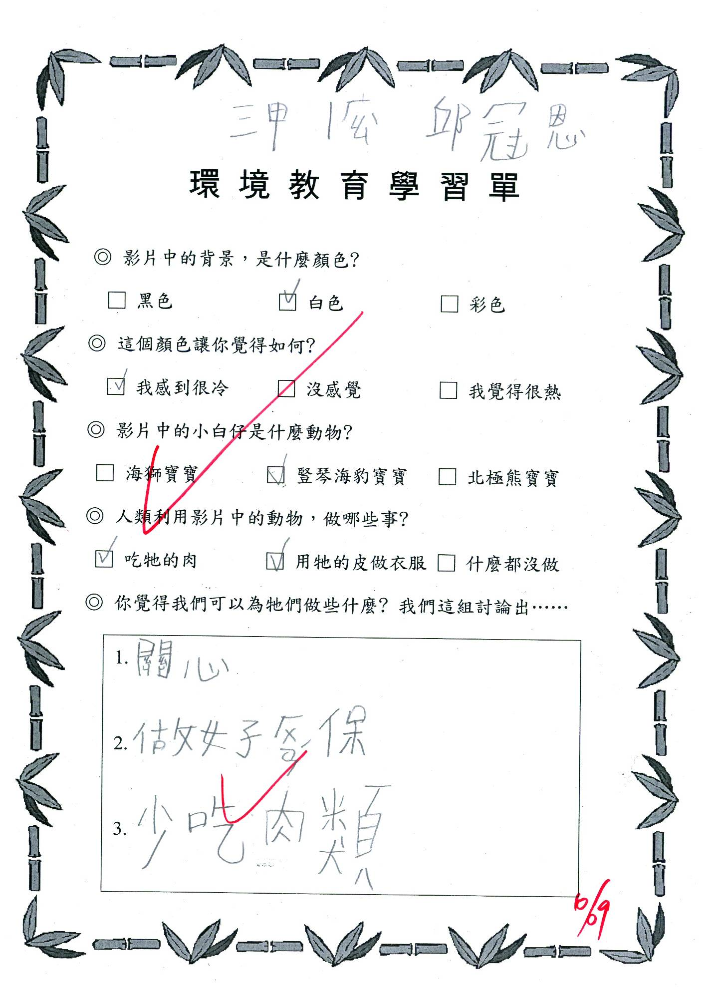 三甲 1號 邱冠恩
環境教育學習單
◎ 影片中的背景，是什麼顏色?
□ 黑色 ☑ 白色 □ 彩色
◎ 這個顏色讓你覺得如何?
☑ 我感到很冷 □ 沒感覺 □ 我覺得很熱
◎ 影片中的小白仔是什麼動物?
□ 海獅寶寶 ☑ 豎琴海豹寶寶 □ 北極熊寶寶
◎ 人類利用影片中的動物，做哪些事?
☑ 吃牠的肉 ☑ 用牠的皮做衣服 □ 什麼都沒做
◎ 你覺得我們可以為牠們做些什麼? 我們這組討論出……
1. 關心
2. 做好 保
3. 少吃肉類
10/09